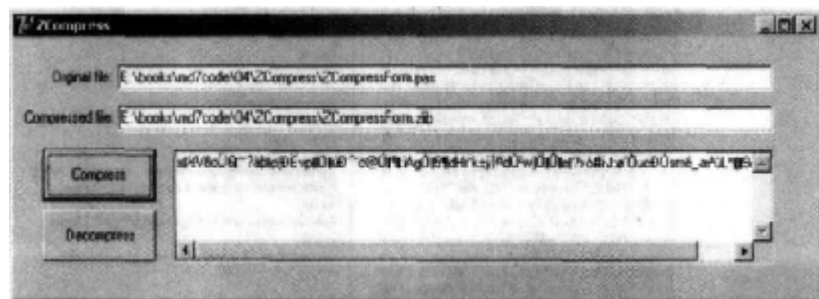 ZCompress
Original file: E:\books\md7code\04\ZCompress\ZCompressForm.pas
Compressed file: E:\books\md7code\04\ZCompress\ZCompressForm.zlib
Compress
Decompress